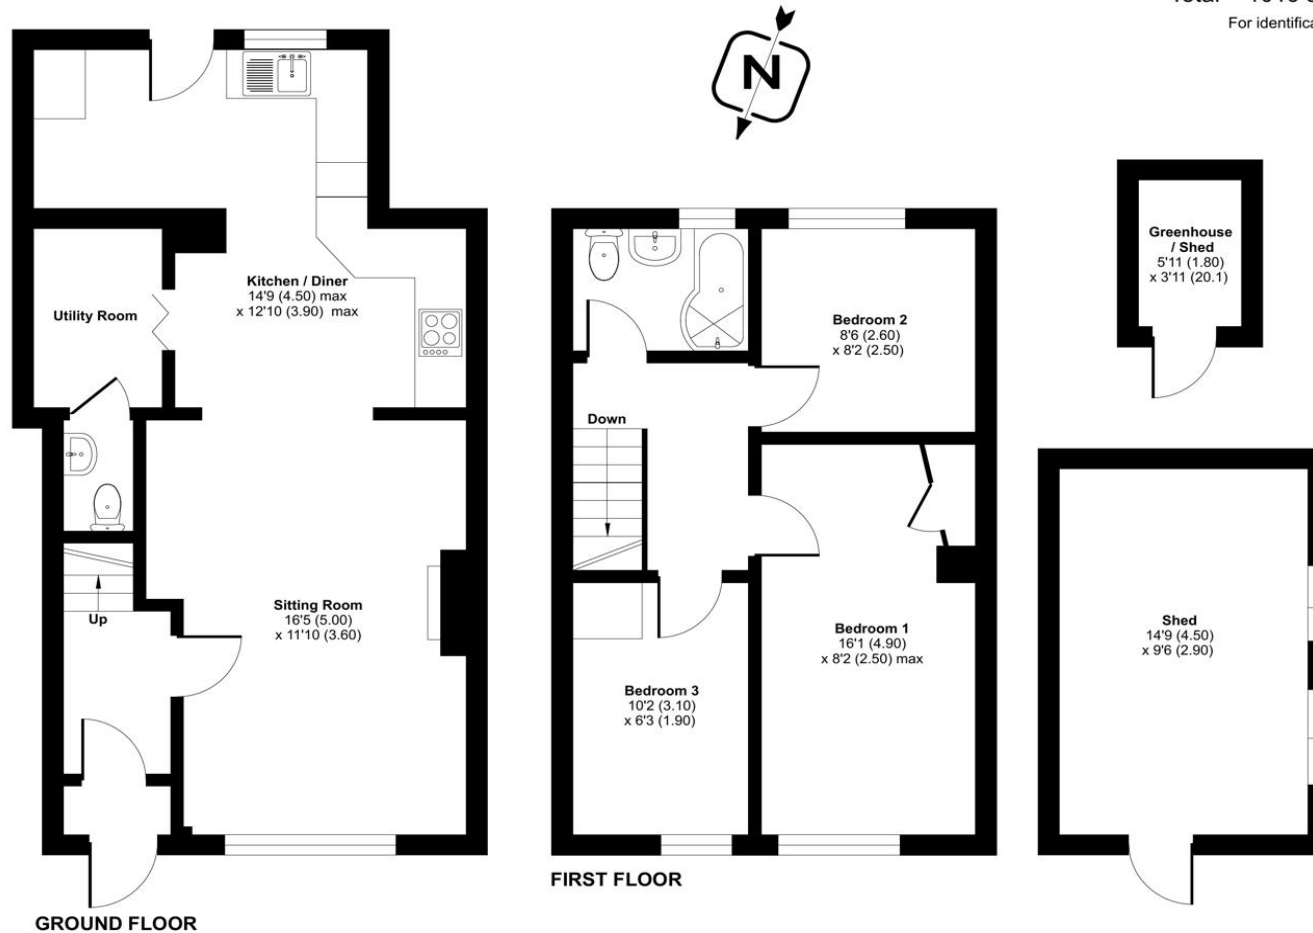 For identifica
N
Kitchen / Diner
14'9 (4.50) max
x 12'10 (3.90) max
Utility Room
Sitting Room
16'5 (5.00)
x 11'10 (3.60)
Up
GROUND FLOOR
Bedroom 2
8'6 (2.60)
x 8'2 (2.50)
Down
Bedroom 1
16'1 (4.90)
x 8'2 (2.50) max
Bedroom 3
10'2 (3.10)
x 6'3 (1.90)
FIRST FLOOR
Greenhouse
/ Shed
5'11 (1.80)
x 3'11 (20.1)
Shed
14'9 (4.50)
x 9'6 (2.90)